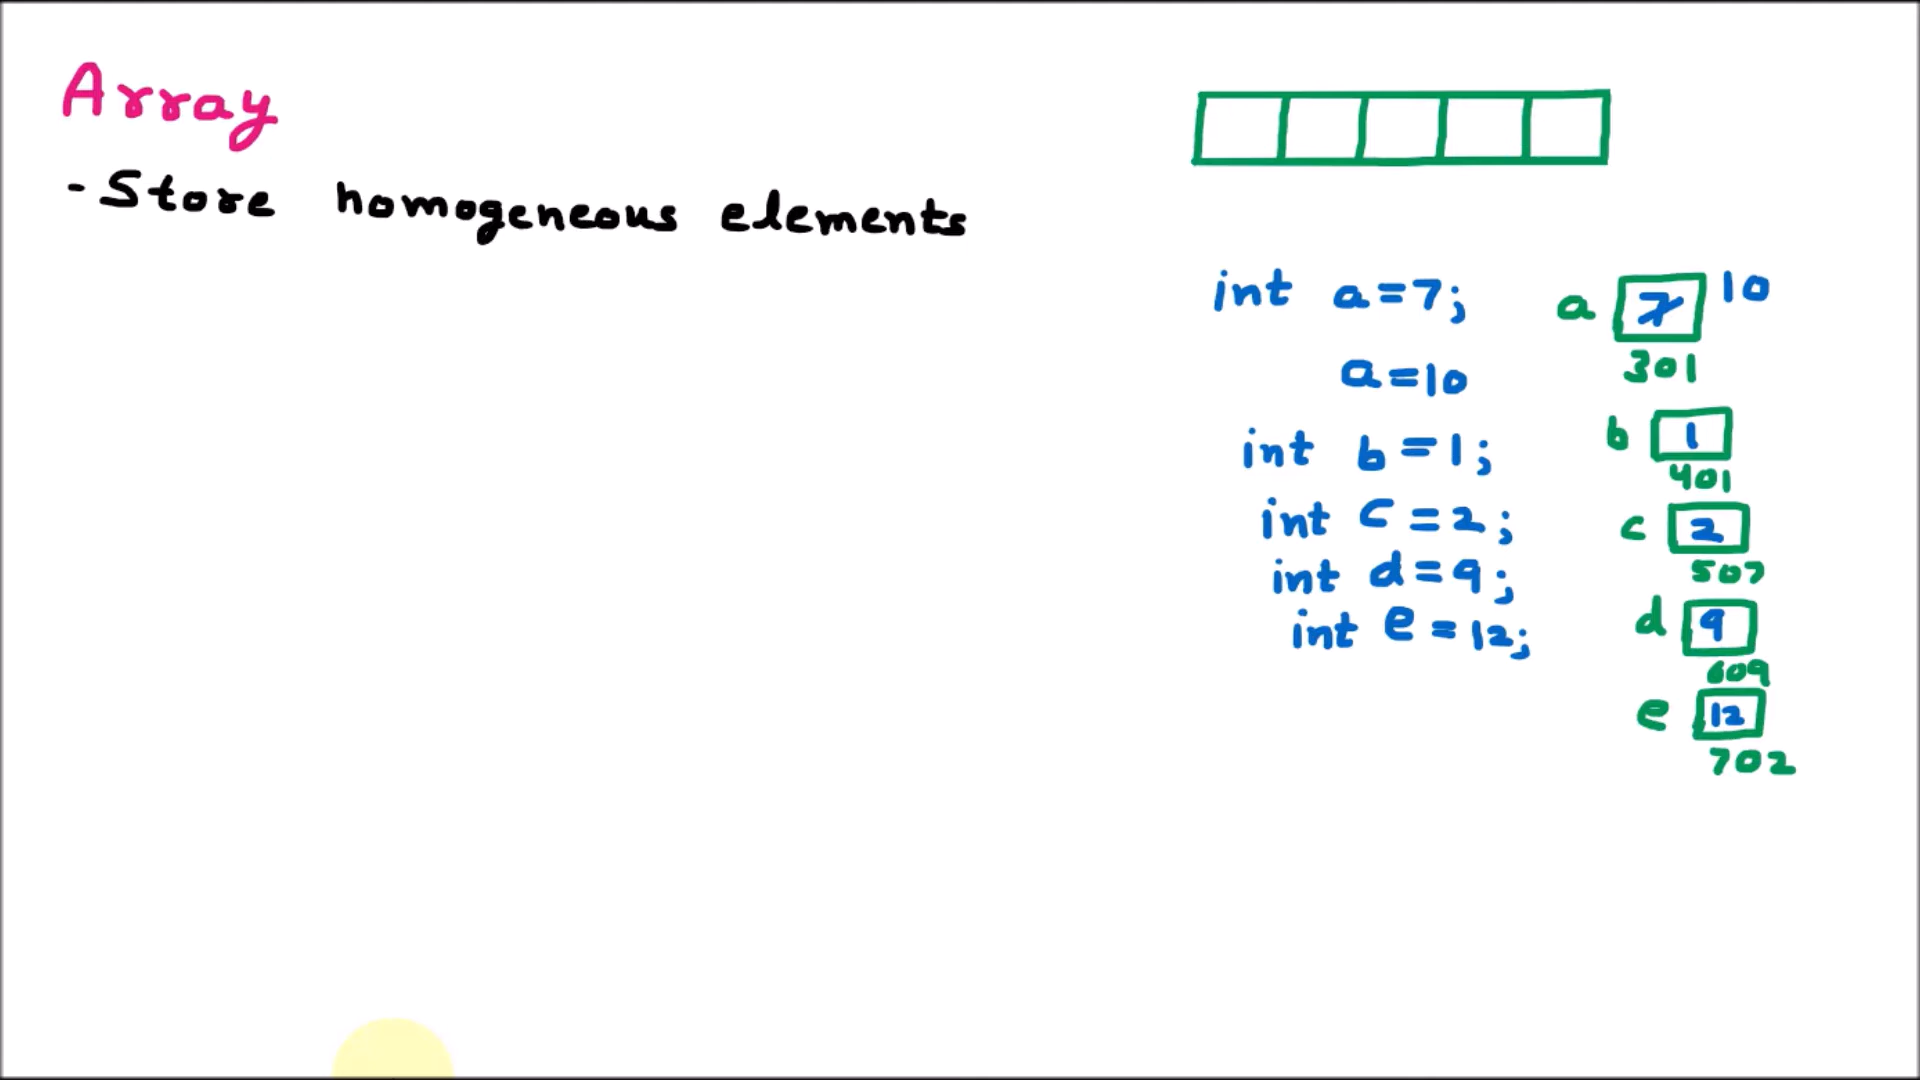 Array
- Store homogeneous elements
int a=7; a 7 10
301
a=10
int b=1; b 1
401
int c=2; c 2
507
int d=9; d 9
609
int e=12; e 12
702